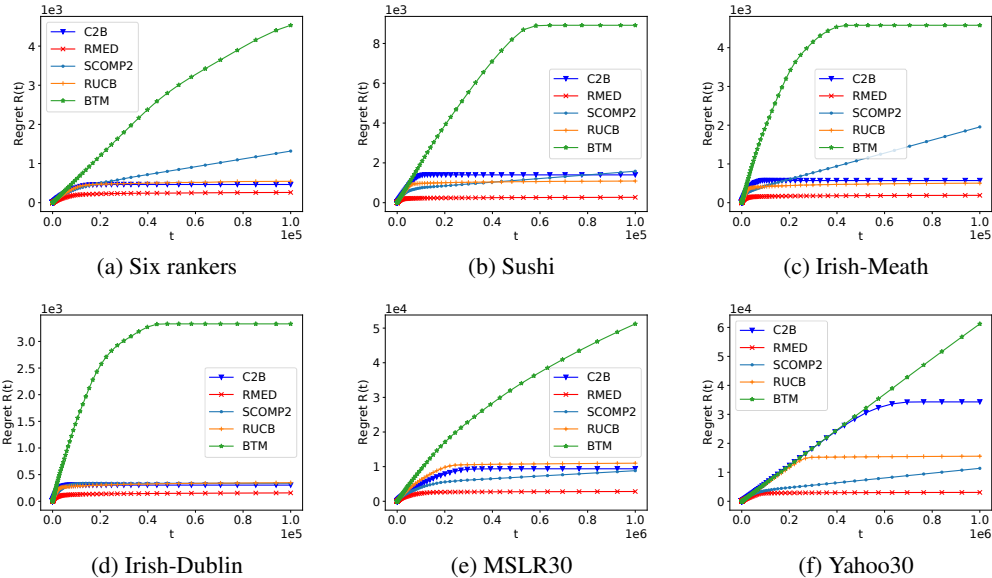 1e3
Regret R(t)
4
3
2
1
0
C2B
RMED
SCOMP2
RUCB
BTM
0.0 0.2 0.4 0.6 0.8 1.0
t
1e5
(a) Six rankers
1e3
Regret R(t)
8
6
4
2
0
C2B
RMED
SCOMP2
RUCB
BTM
0.0 0.2 0.4 0.6 0.8 1.0
t
1e5
(b) Sushi
1e3
Regret R(t)
4
3
2
1
0
C2B
RMED
SCOMP2
RUCB
BTM
0.0 0.2 0.4 0.6 0.8 1.0
t
1e5
(c) Irish-Meath
1e3
Regret R(t)
3.0
2.5
2.0
1.5
1.0
0.5
0.0
C2B
RMED
SCOMP2
RUCB
BTM
0.0 0.2 0.4 0.6 0.8 1.0
t
1e5
(d) Irish-Dublin
1e4
Regret R(t)
5
4
3
2
1
0
C2B
RMED
SCOMP2
RUCB
BTM
0.0 0.2 0.4 0.6 0.8 1.0
t
1e6
(e) MSLR30
1e4
Regret R(t)
6
5
4
3
2
1
0
C2B
RMED
SCOMP2
RUCB
BTM
0.0 0.2 0.4 0.6 0.8 1.0
t
1e6
(f) Yahoo30